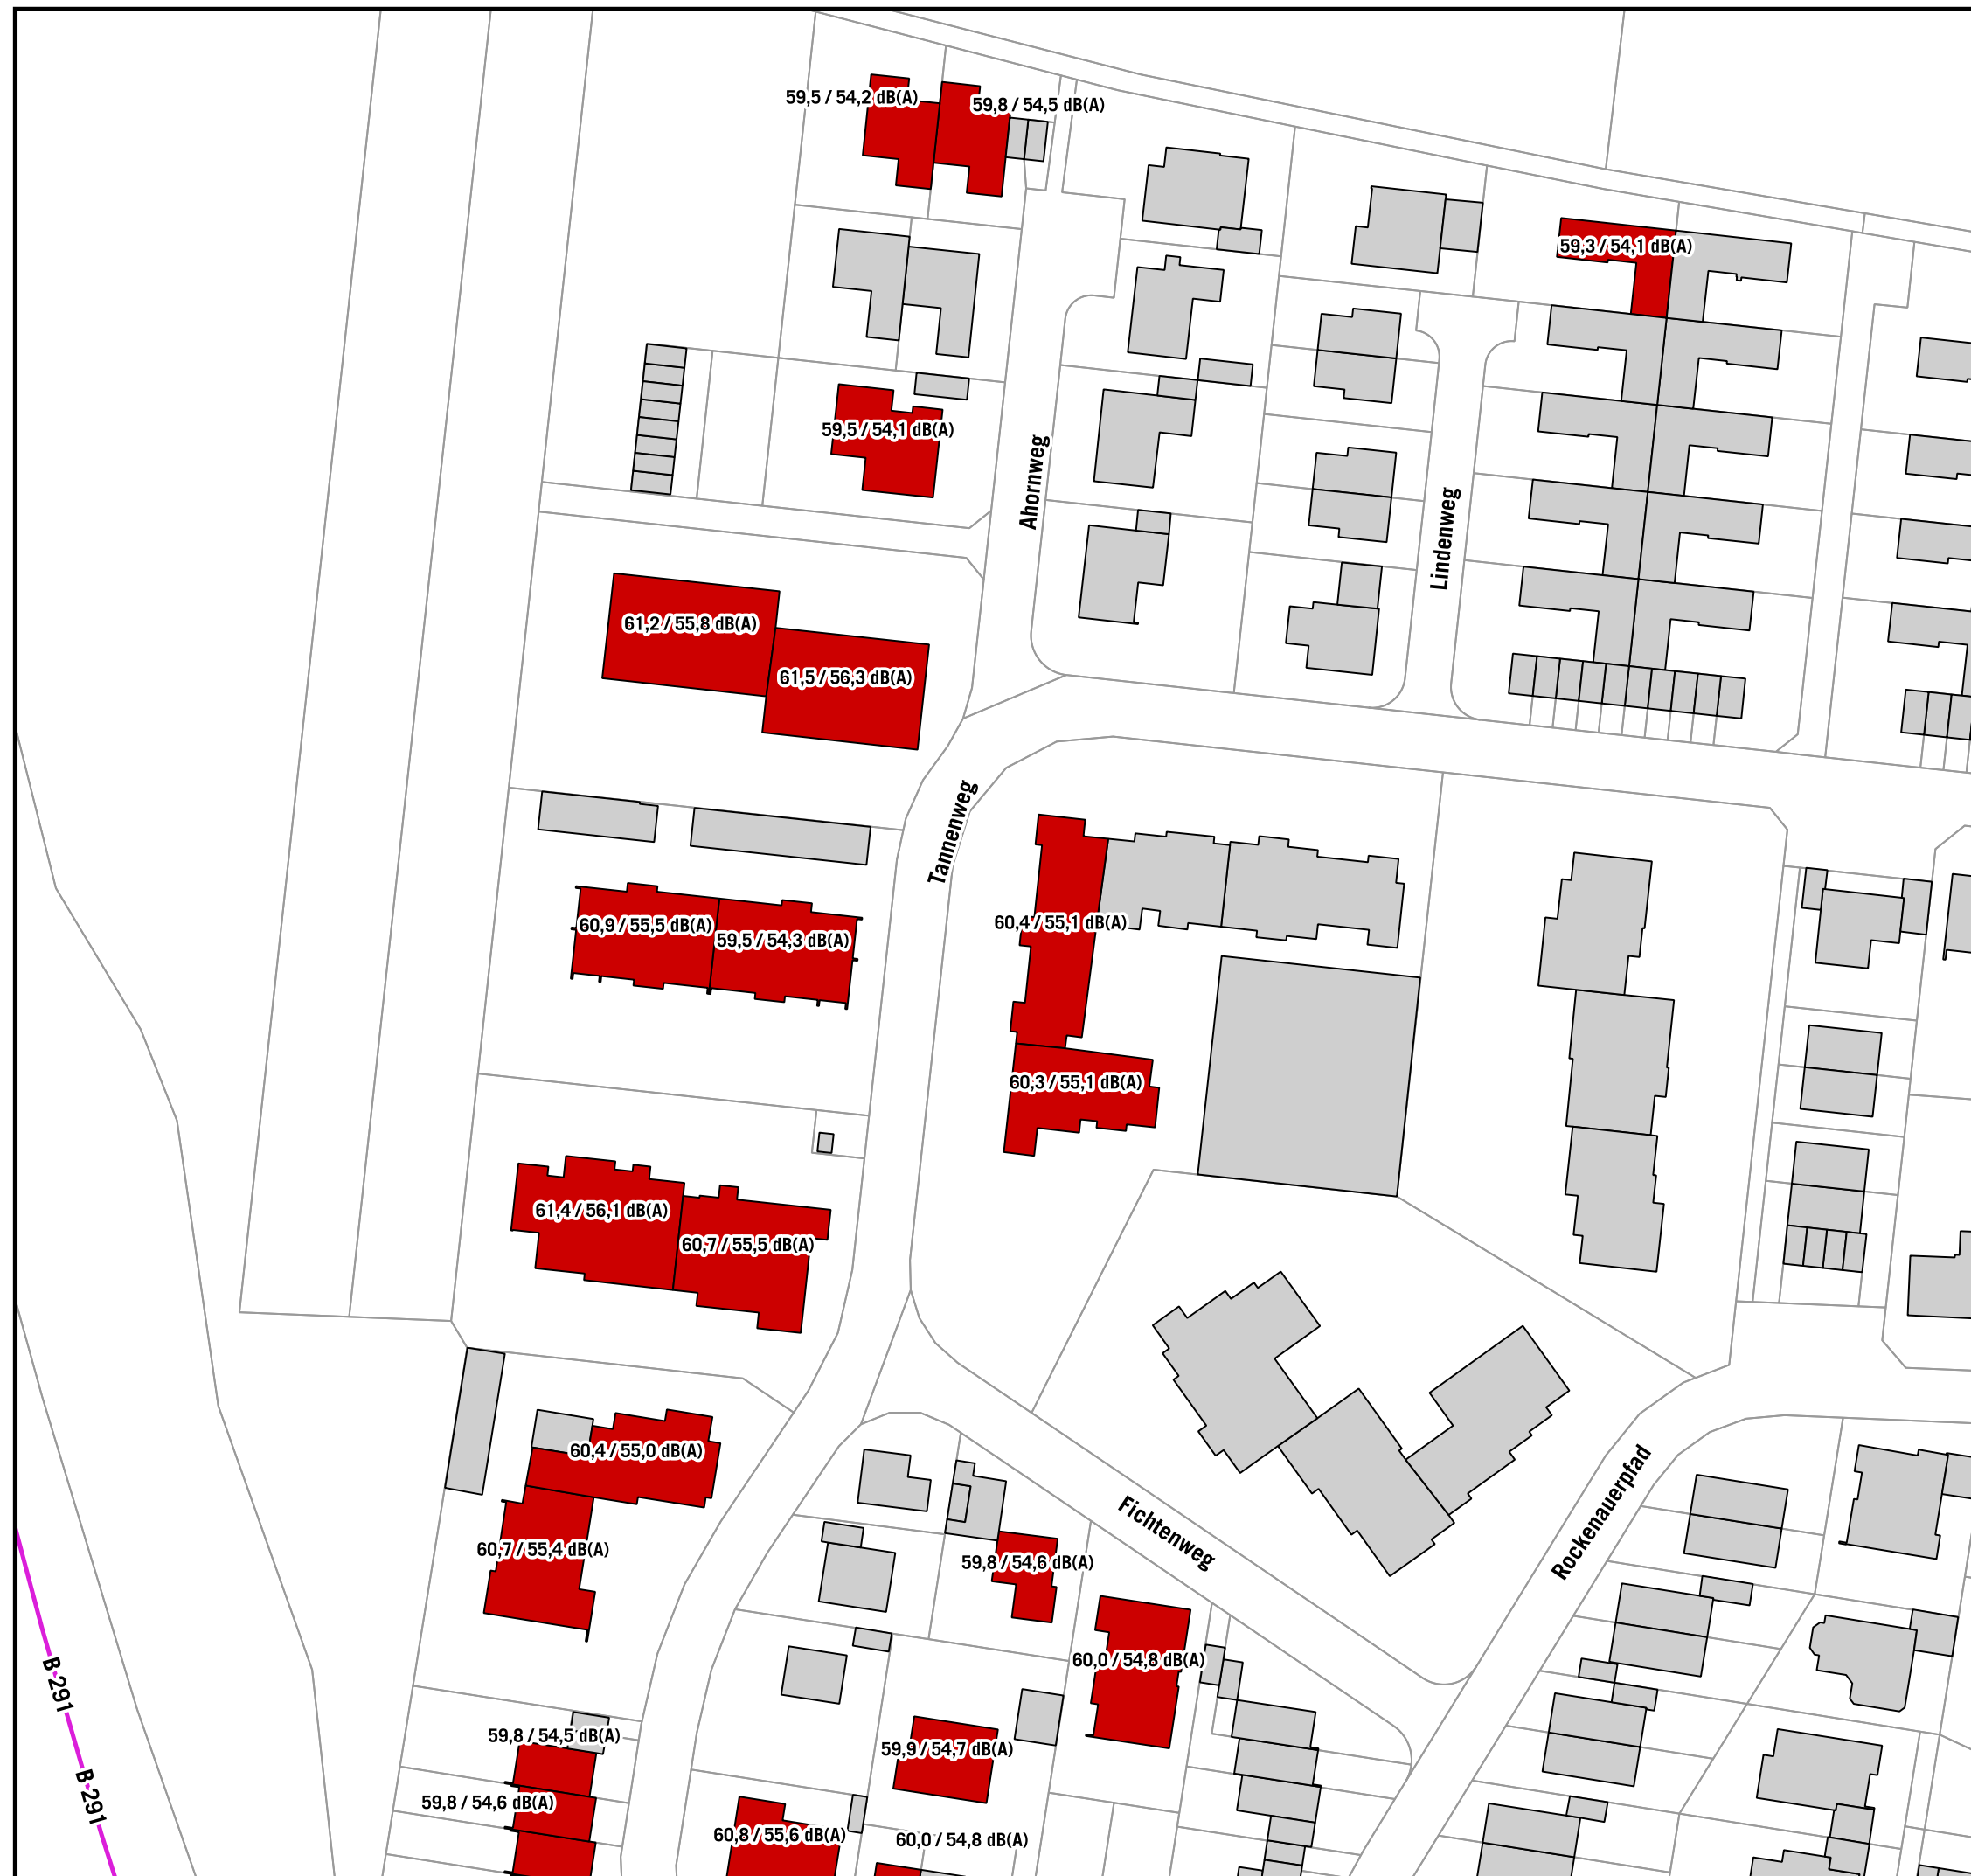 59,5 / 54,2 dB(A)
59,8 / 54,5 dB(A)
59,3 / 54,1 dB(A)
59,5 / 54,1 dB(A)
Ahornweg
Lindenweg
61,2 / 55,8 dB(A)
61,5 / 56,3 dB(A)
Tannenweg
60,9 / 55,5 dB(A)
59,5 / 54,3 dB(A)
60,4 / 55,1 dB(A)
60,3 / 55,1 dB(A)
61,4 / 56,1 dB(A)
60,7 / 55,5 dB(A)
60,4 / 55,0 dB(A)
60,7 / 55,4 dB(A)
Fichtenweg
Rockenauerpfad
59,8 / 54,6 dB(A)
60,0 / 54,8 dB(A)
B 291
59,8 / 54,5 dB(A)
59,9 / 54,7 dB(A)
B 291
59,8 / 54,6 dB(A)
60,8 / 55,6 dB(A)
60,0 / 54,8 dB(A)